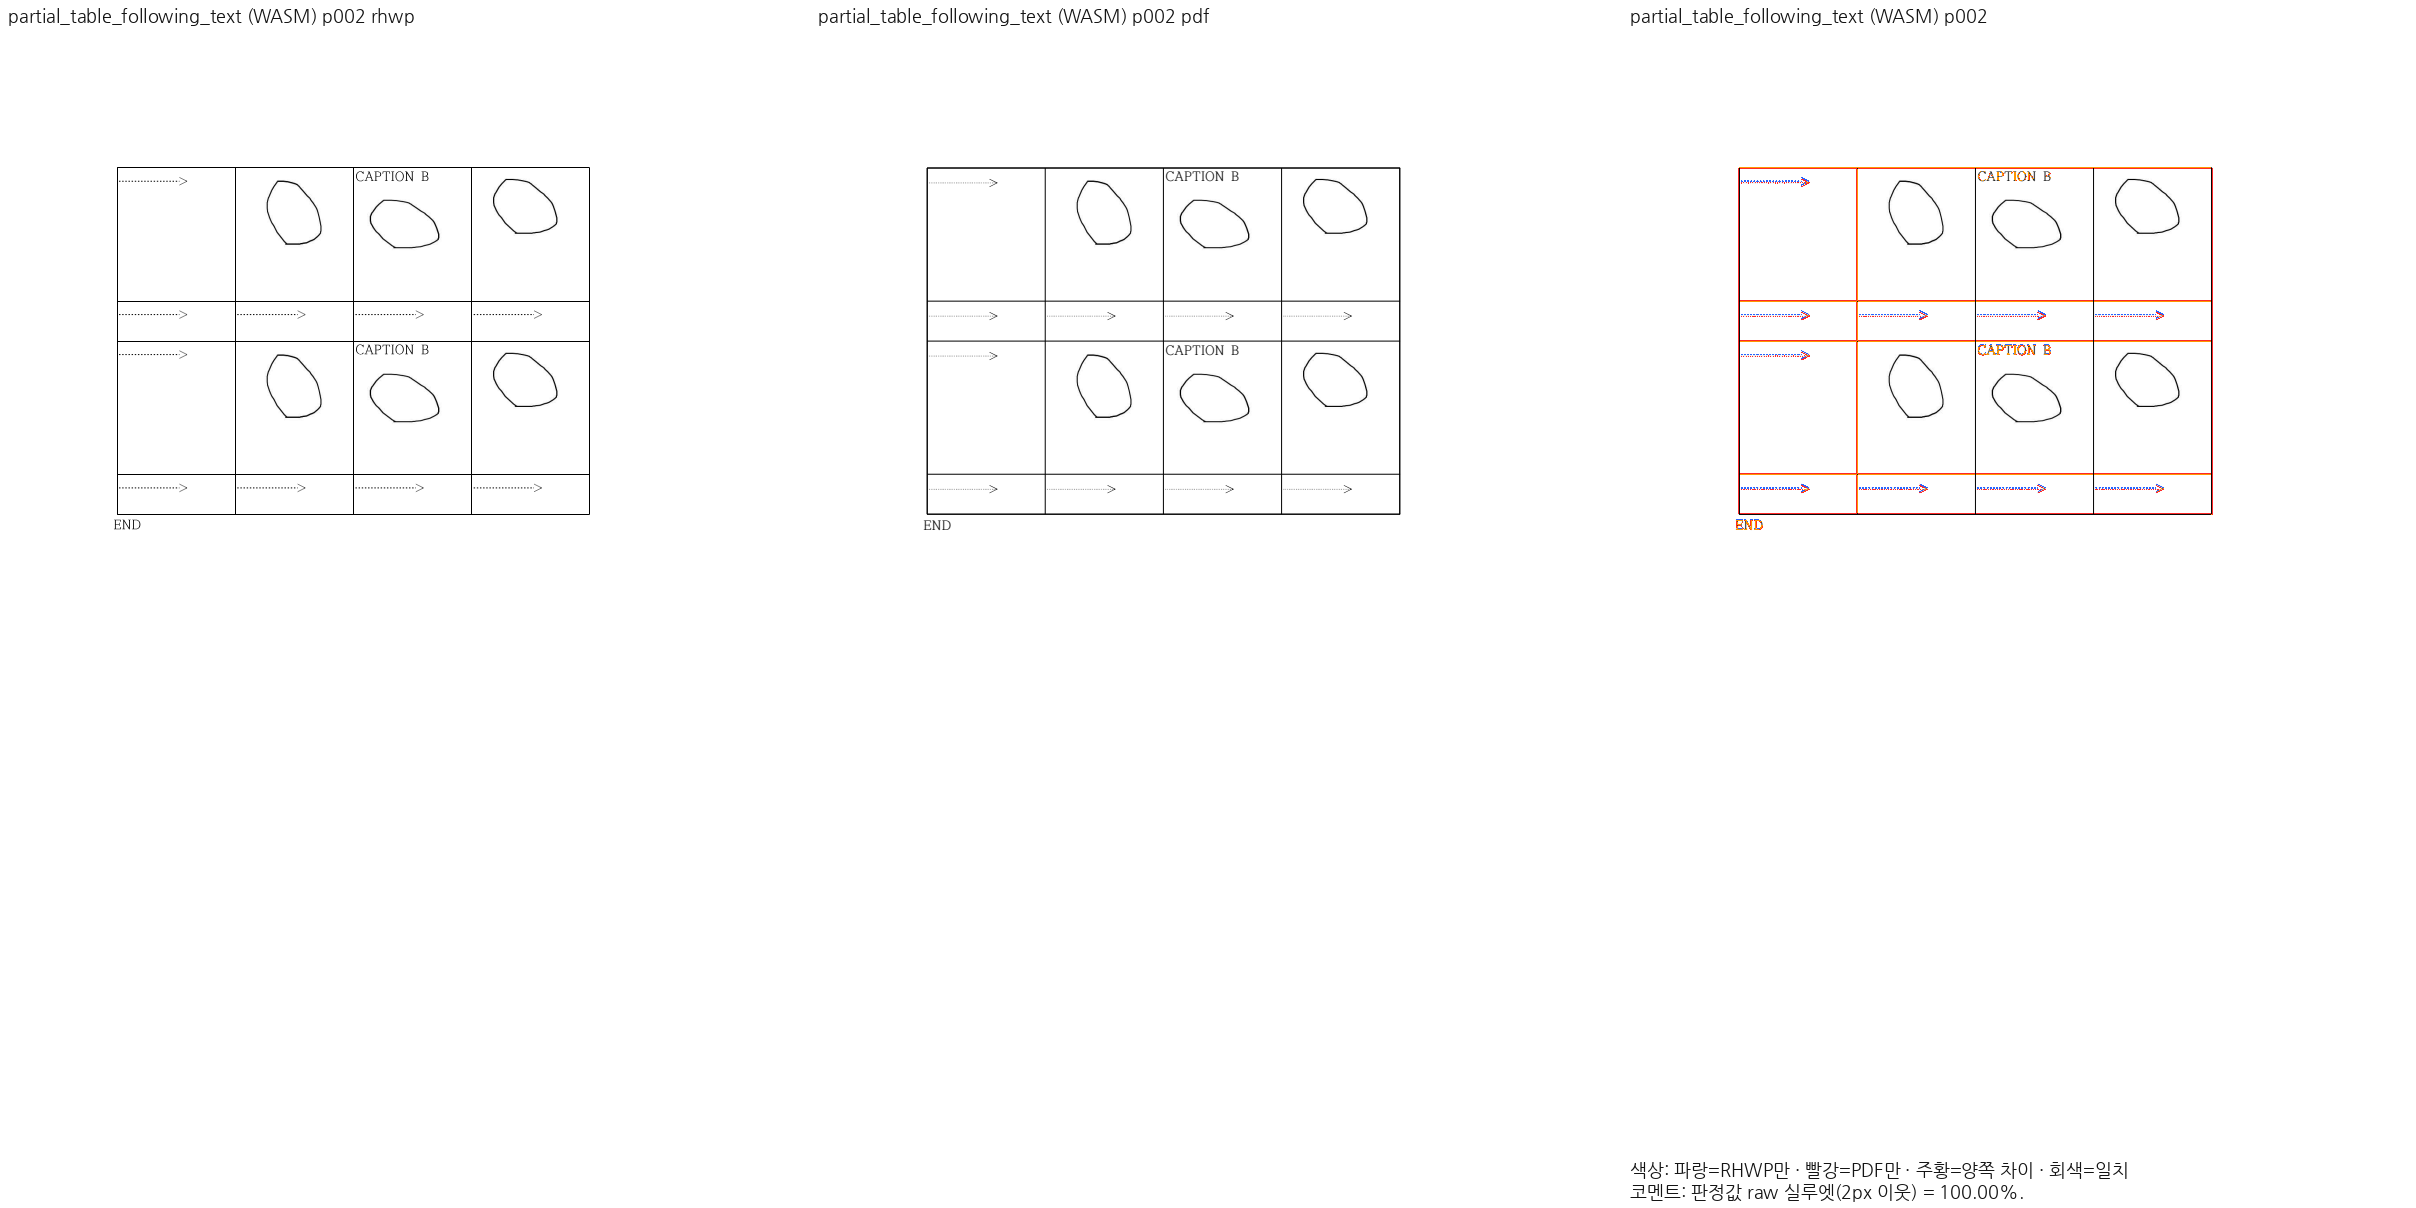 partial_table_following_text (WASM) p002 rhwp
partial_table_following_text (WASM) p002 pdf
partial_table_following_text (WASM) p002
CAPTION B
CAPTION B
END
CAPTION B
CAPTION B
END
CAPTION B
CAPTION B
END
색상: 파랑=RHWP만 · 빨강=PDF만 · 주황=양쪽 차이 · 회색=일치
코멘트: 판정값 raw 실루엣(2px 이웃) = 100.00%.